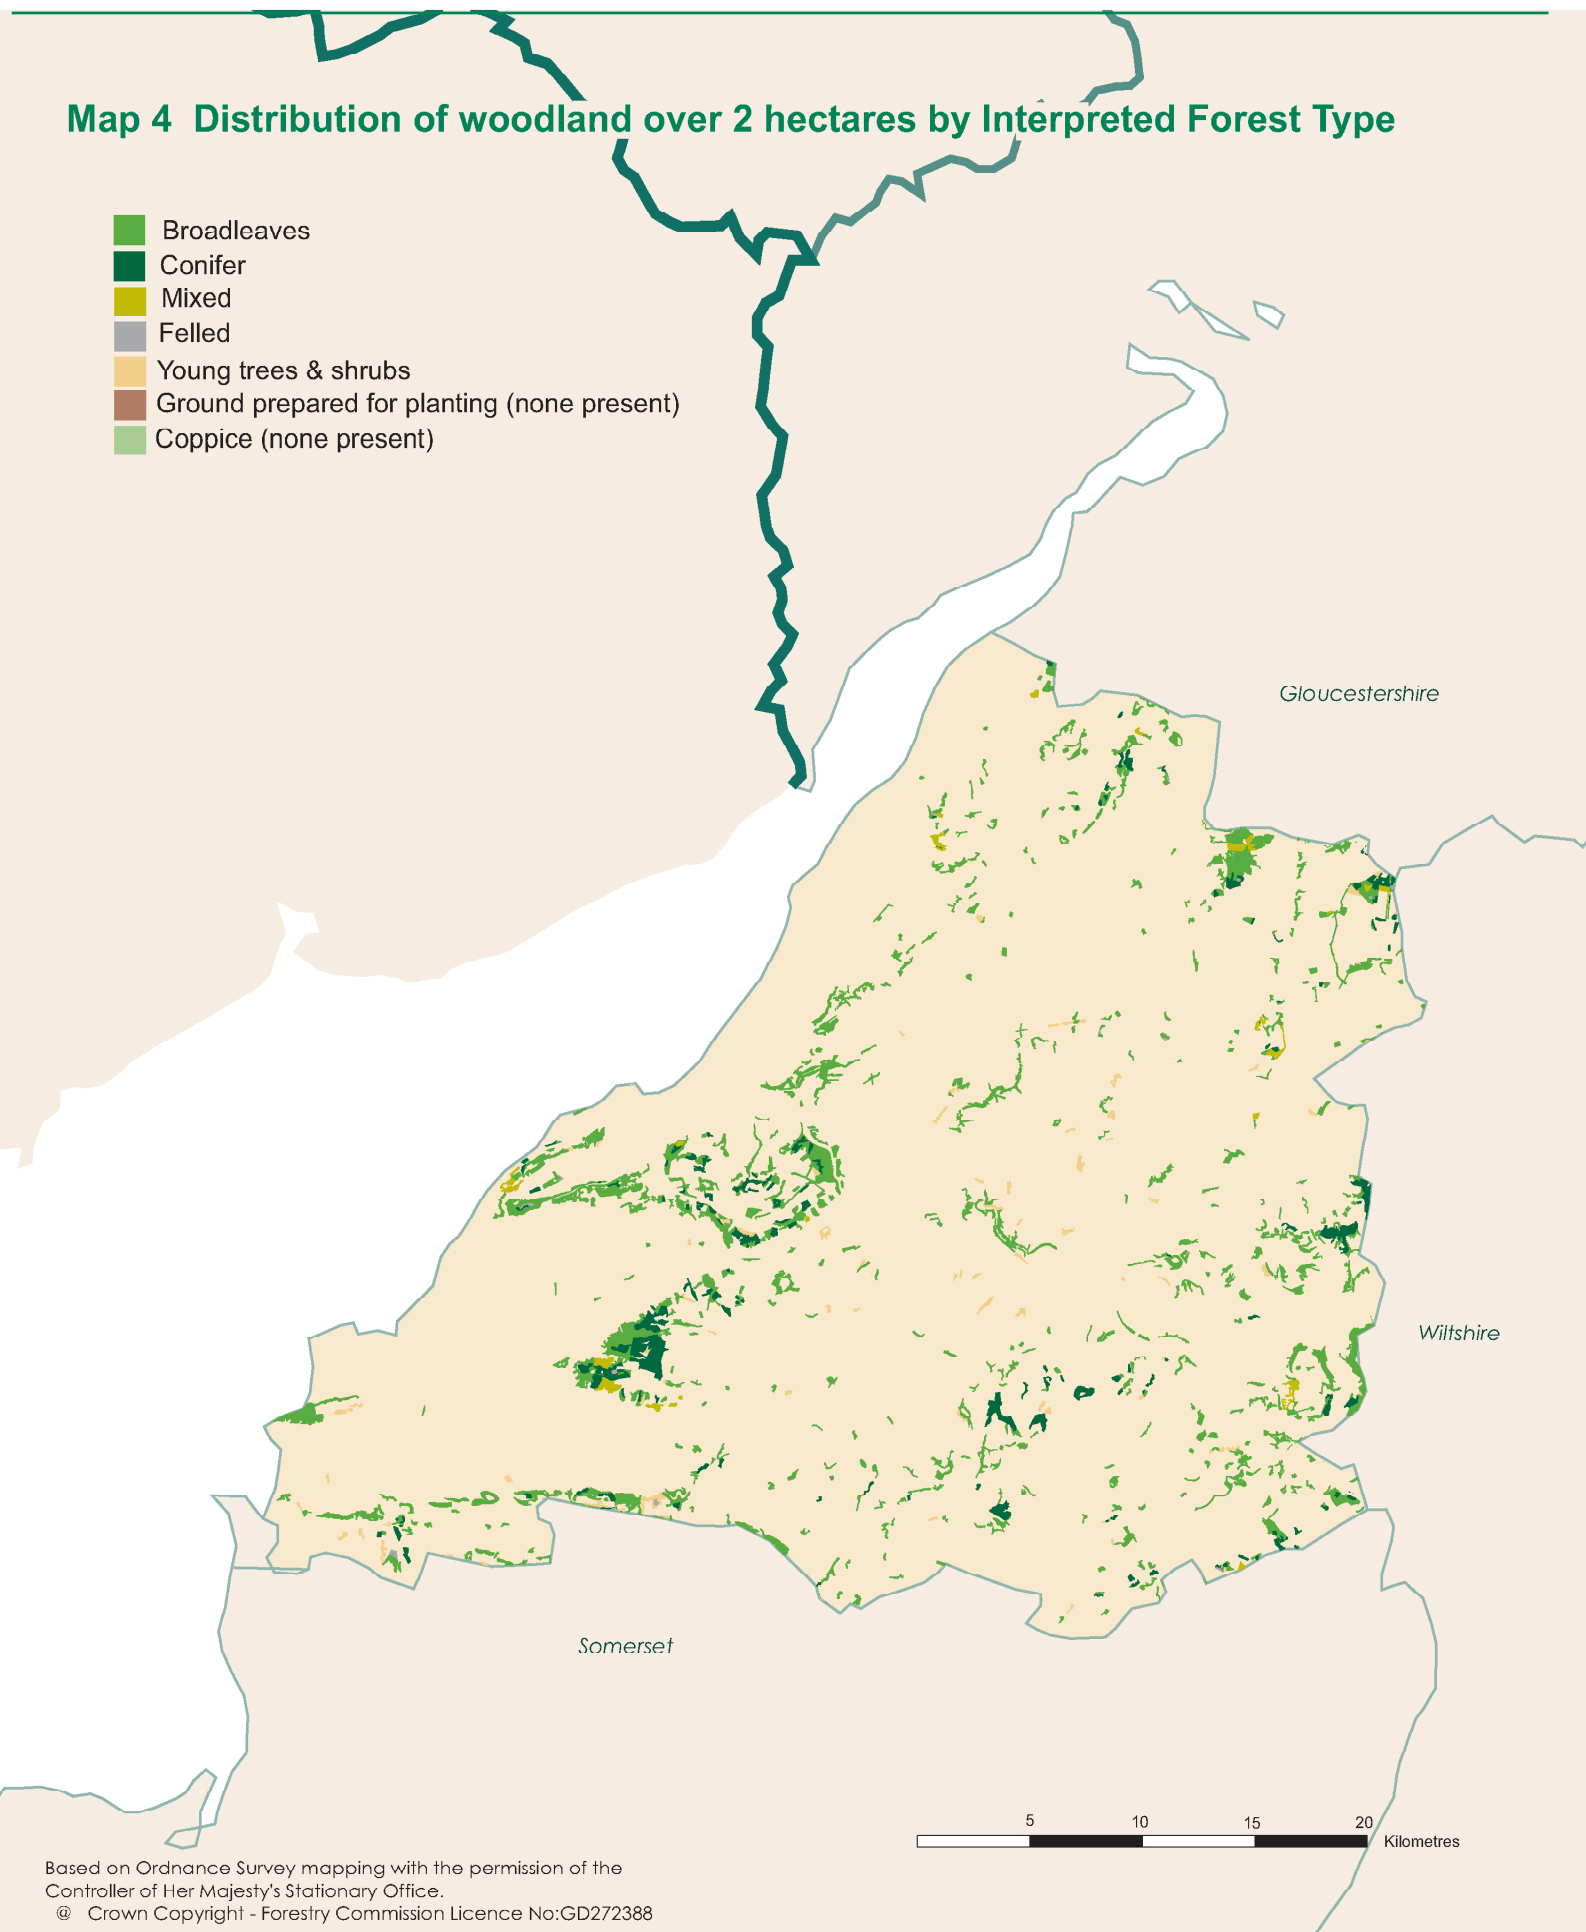 Map 4 Distribution of woodland over 2 hectares by Interpreted Forest Type
Broadleaves
Conifer
Mixed
Felled
Young trees & shrubs
Ground prepared for planting (none present)
Coppice (none present)
Gloucestershire
Wiltshire
Somerset
5 10 15 20
Kilometres
Based on Ordnance Survey mapping with the permission of the
Controller of Her Majesty's Stationary Office.
@ Crown Copyright - Forestry Commission Licence No:GD272388